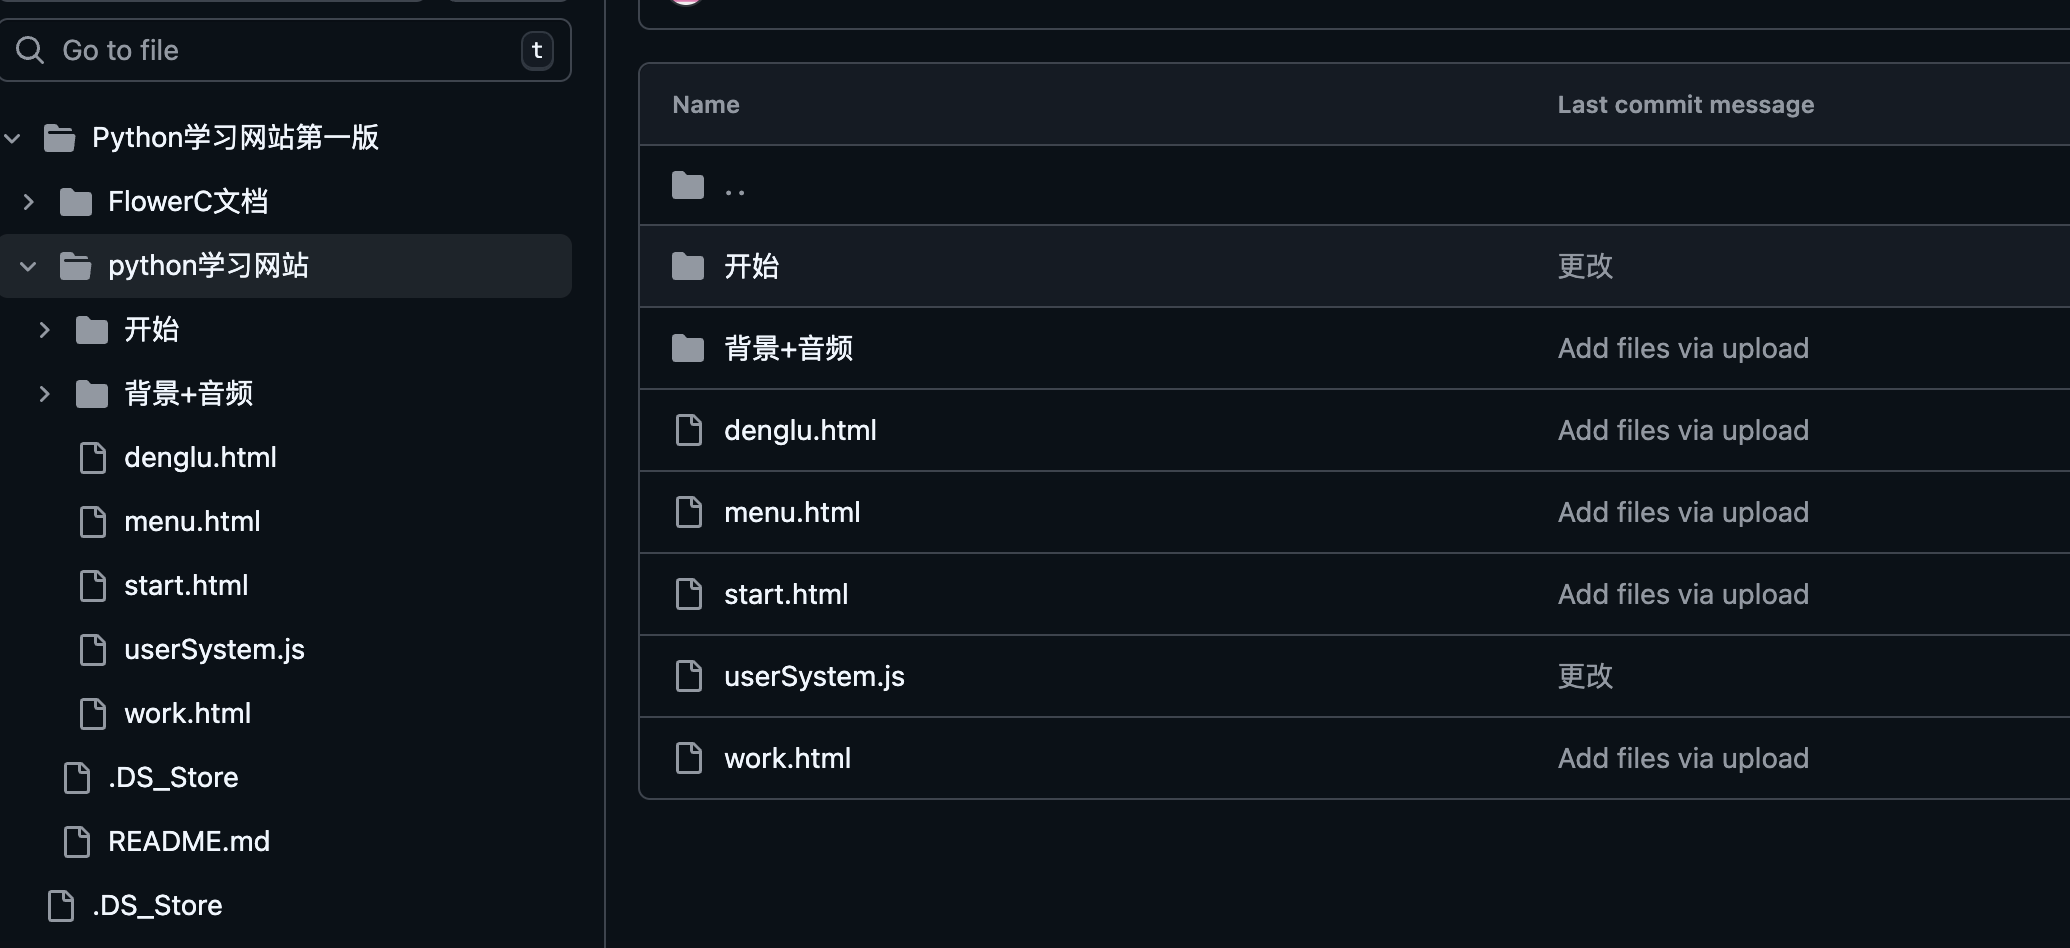 Go to file
t
Python学习网站第一版
FlowerC文档
python学习网站
开始
背景+音频
denglu.html
menu.html
start.html
userSystem.js
work.html
.DS_Store
README.md
.DS_Store
Name Last commit message
..
开始 更改
背景+音频 Add files via upload
denglu.html Add files via upload
menu.html Add files via upload
start.html Add files via upload
userSystem.js 更改
work.html Add files via upload